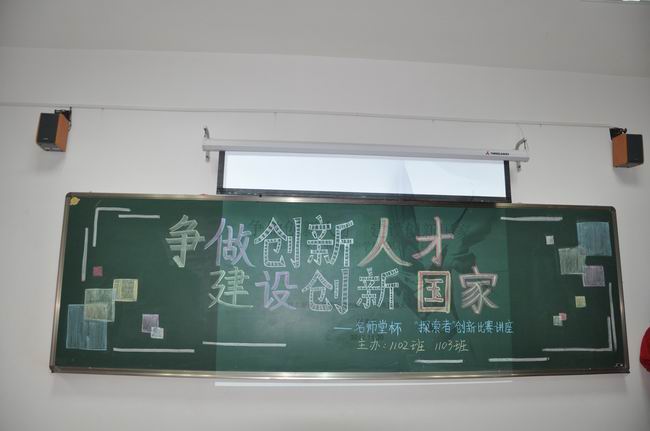 争做创新人才
建设创新国家
——名师堂杯 "探索者"创新比赛讲座
主办:1102班 1103班